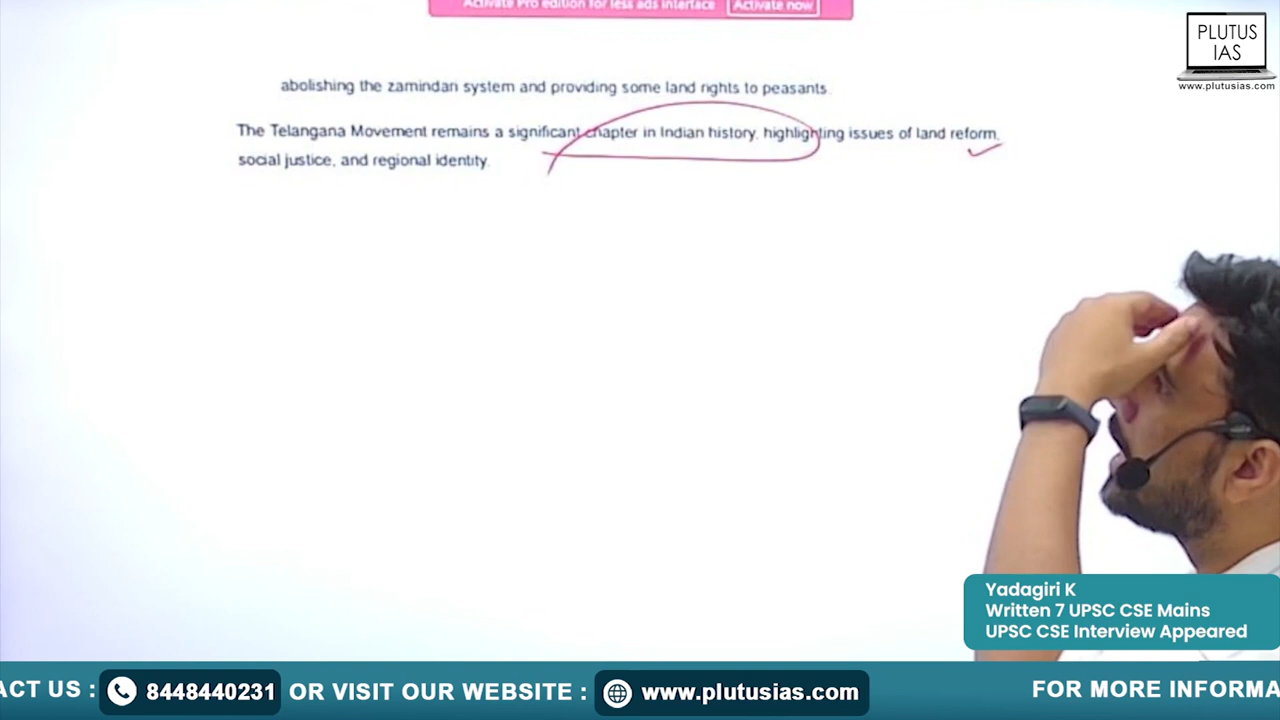 Activate Pro edition for less ads interface Activate now
PLUTUS
IAS
www.plutusias.com
abolishing the zamindari system and providing some land rights to peasants.
The Telangana Movement remains a significant chapter in Indian history, highlighting issues of land reform,
social justice, and regional identity.
Yadagiri K
Written 7 UPSC CSE Mains
UPSC CSE Interview Appeared
ACT US : 8448440231 OR VISIT OUR WEBSITE : www.plutusias.com FOR MORE INFORMA